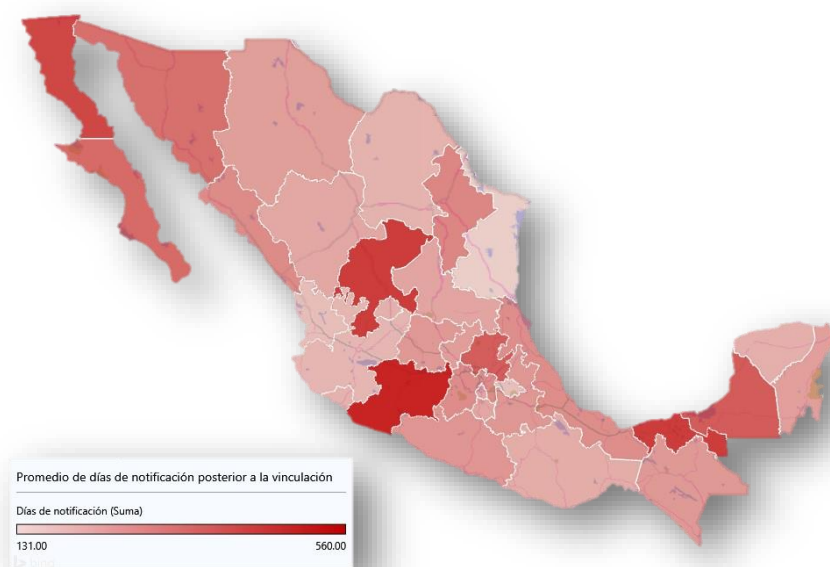 Promedio de días de notificación posterior a la vinculación
Días de notificación (Suma)
131.00 560.00